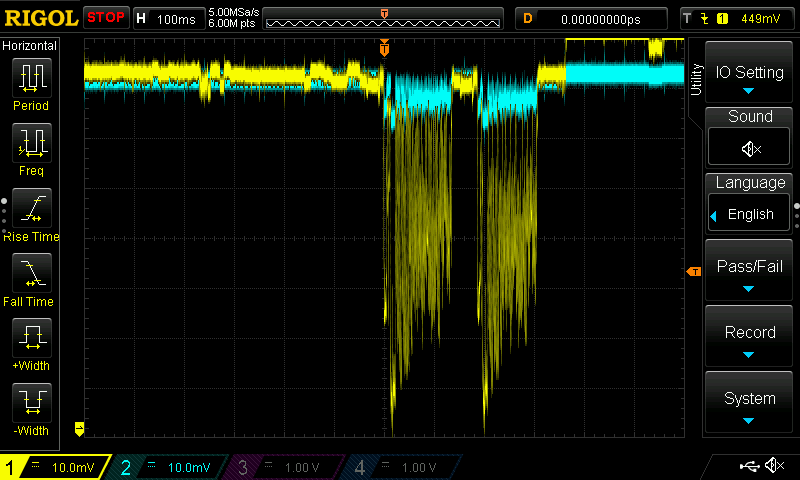 RIGOL STOP H 100ms 5.00MSa/s D 0.00000000ps T 1 449mV
6.00M pts
T
Horizontal
Period
Freq
Rise Time
Fall Time
+Width
-Width
T
T
Utility
IO Setting
Sound
Language
English
Pass/Fail
Record
System
1 10.0mV 2 10.0mV 3 1.00 V 4 1.00 V